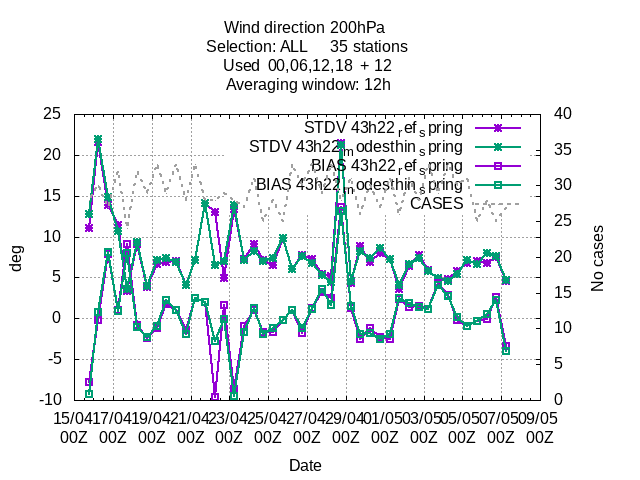 Wind direction 200hPa
Selection: ALL 35 stations
Used 00,06,12,18 + 12
Averaging window: 12h
STDV 43h22_ref_spring
STDV 43h22_modesthin_spring
BIAS 43h22_ref_spring
BIAS 43h22_modesthin_spring
CASES
25
20
15
10
5
0
-5
-10
deg
40
35
30
25
20
15
10
5
0
No cases
15/04 17/04 19/04 21/04 23/04 25/04 27/04 29/04 01/05 03/05 05/05 07/05 09/05
00Z 00Z 00Z 00Z 00Z 00Z 00Z 00Z 00Z 00Z 00Z 00Z 00Z
Date